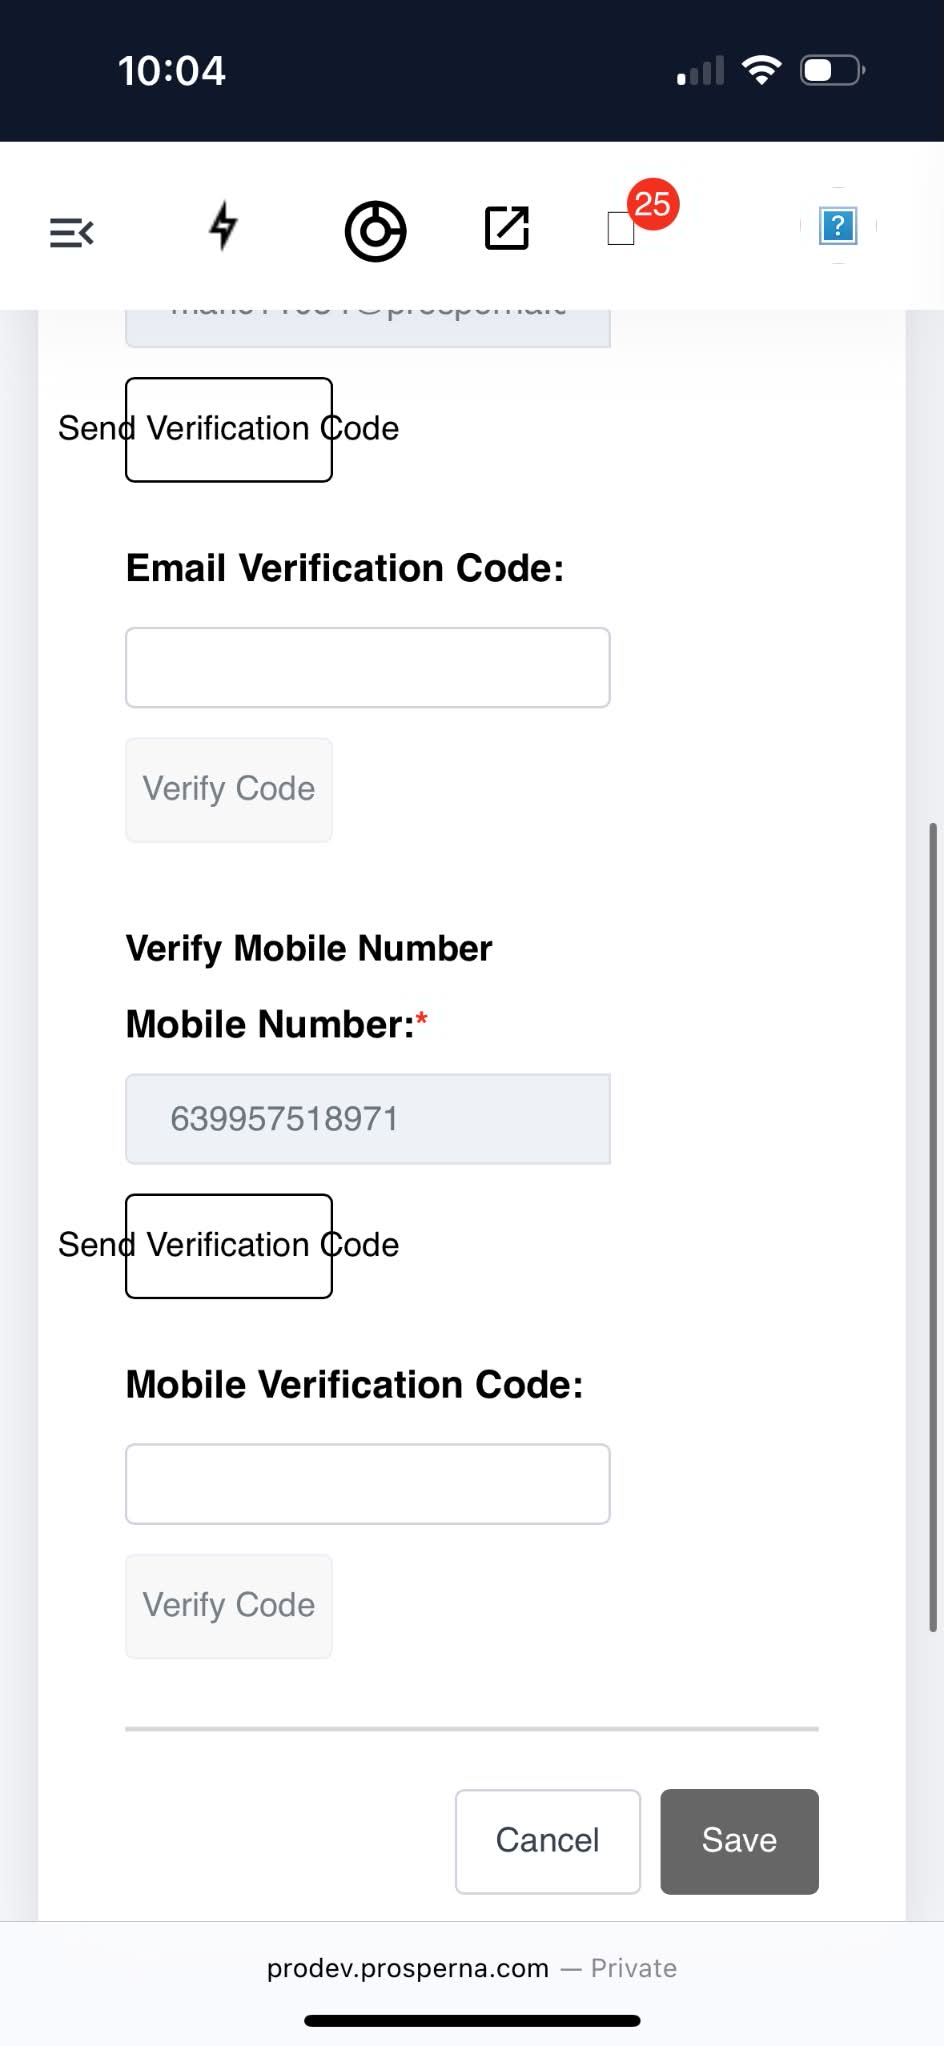 10:04
25
?
Send Verification Code
Email Verification Code:
Verify Code
Verify Mobile Number
Mobile Number:*
639957518971
Send Verification Code
Mobile Verification Code:
Verify Code
Cancel
Save
prodev.prosperna.com — Private